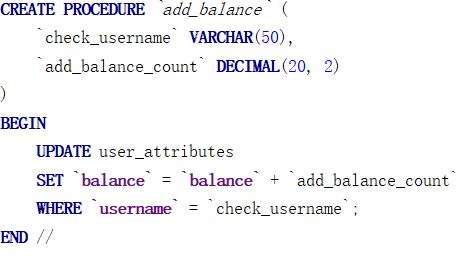 CREATE PROCEDURE `add_balance` (
    `check_username` VARCHAR(50),
    `add_balance_count` DECIMAL(20, 2)
)
BEGIN
    UPDATE user_attributes
    SET `balance` = `balance` + `add_balance_count`
    WHERE `username` = `check_username`;
END //